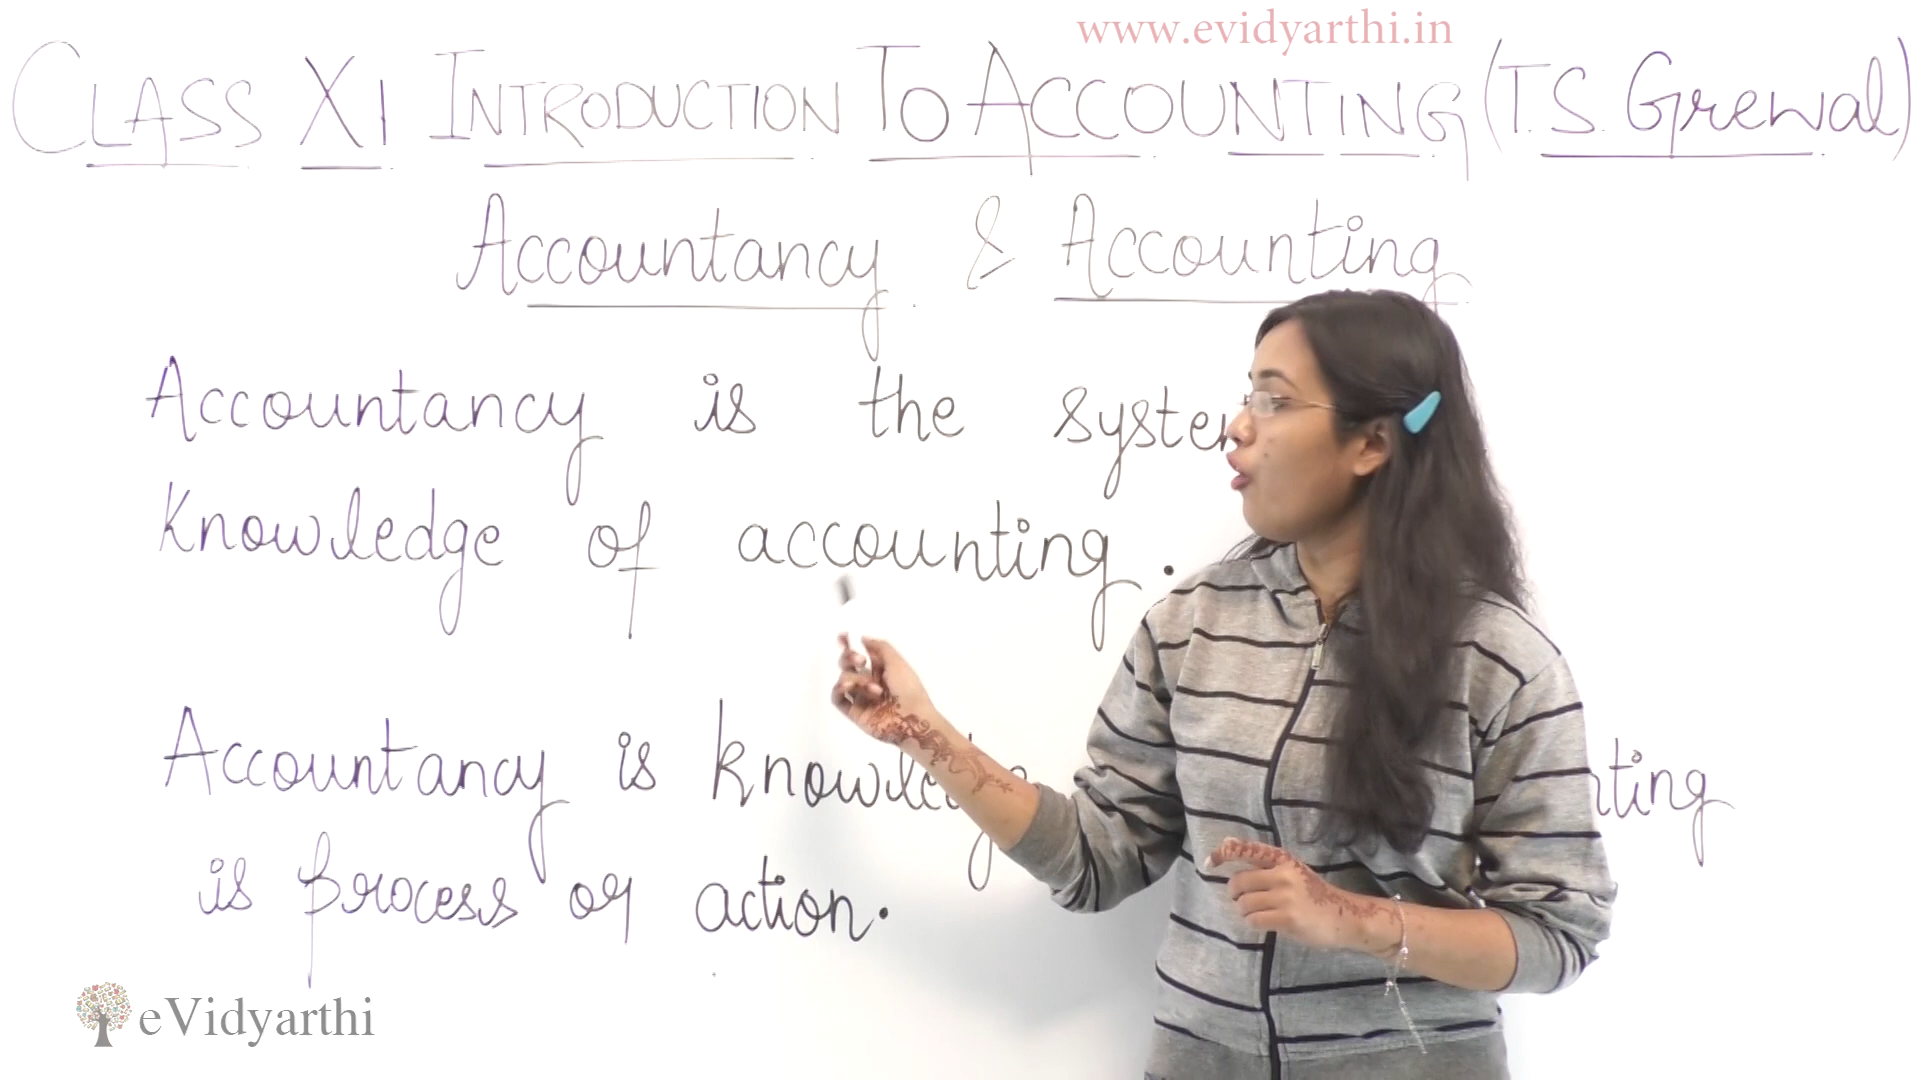 www.evidyarthi.in
CLASS XI INTRODUCTION TO ACCOUNTING (T.S. Grewal)
Accountancy & Accounting
Accountancy is the
Knowledge of accounting.
Accountancy is
is process or action.
eVidyarthi